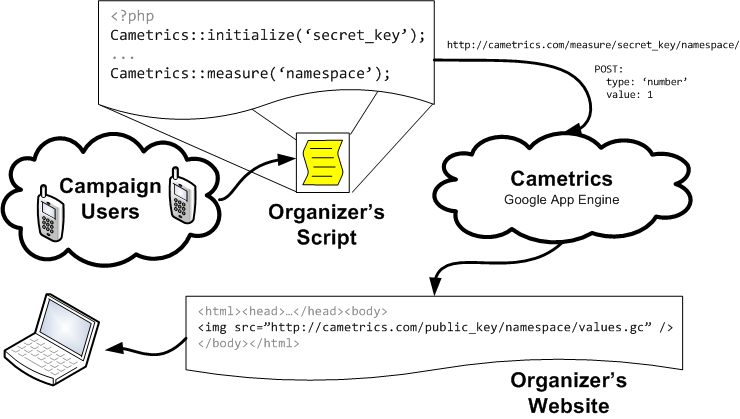 <?php
Cametrics::initialize(‘secret_key’);
...
Cametrics::measure(‘namespace’);
http://cametrics.com/measure/secret_key/namespace/
POST:
type: ‘number’
value: 1
Campaign
Users
Organizer’s
Script
Cametrics
Google App Engine
<html><head>…</head><body>
<img src=”http://cametrics.com/public_key/namespace/values.gc” />
</body></html>
Organizer’s
Website